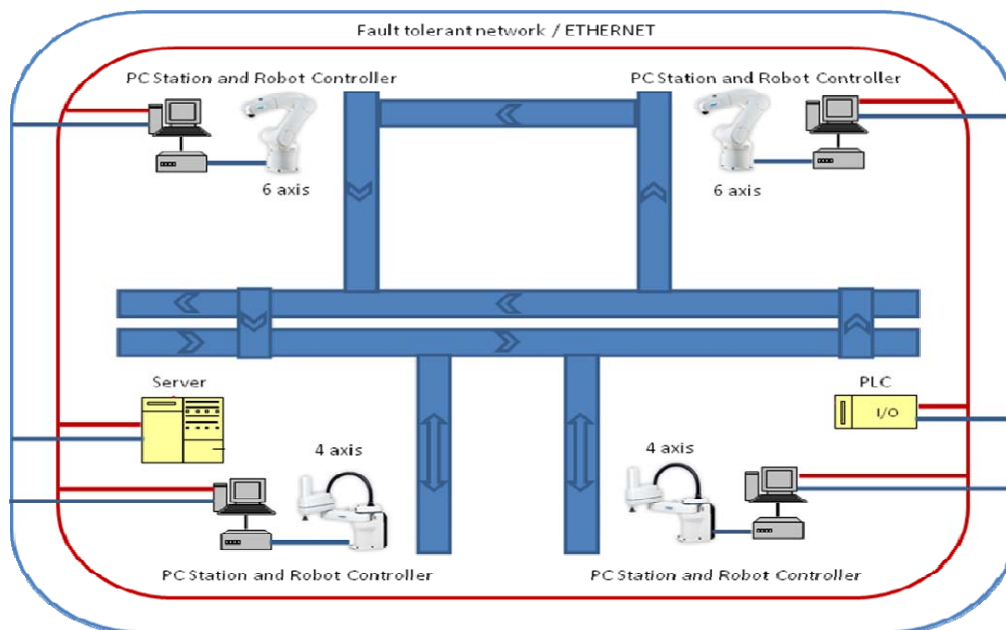 Fault tolerant network / ETHERNET
PC Station and Robot Controller
PC Station and Robot Controller
6 axis
6 axis
Server
PLC
I/O
4 axis
4 axis
PC Station and Robot Controller
PC Station and Robot Controller